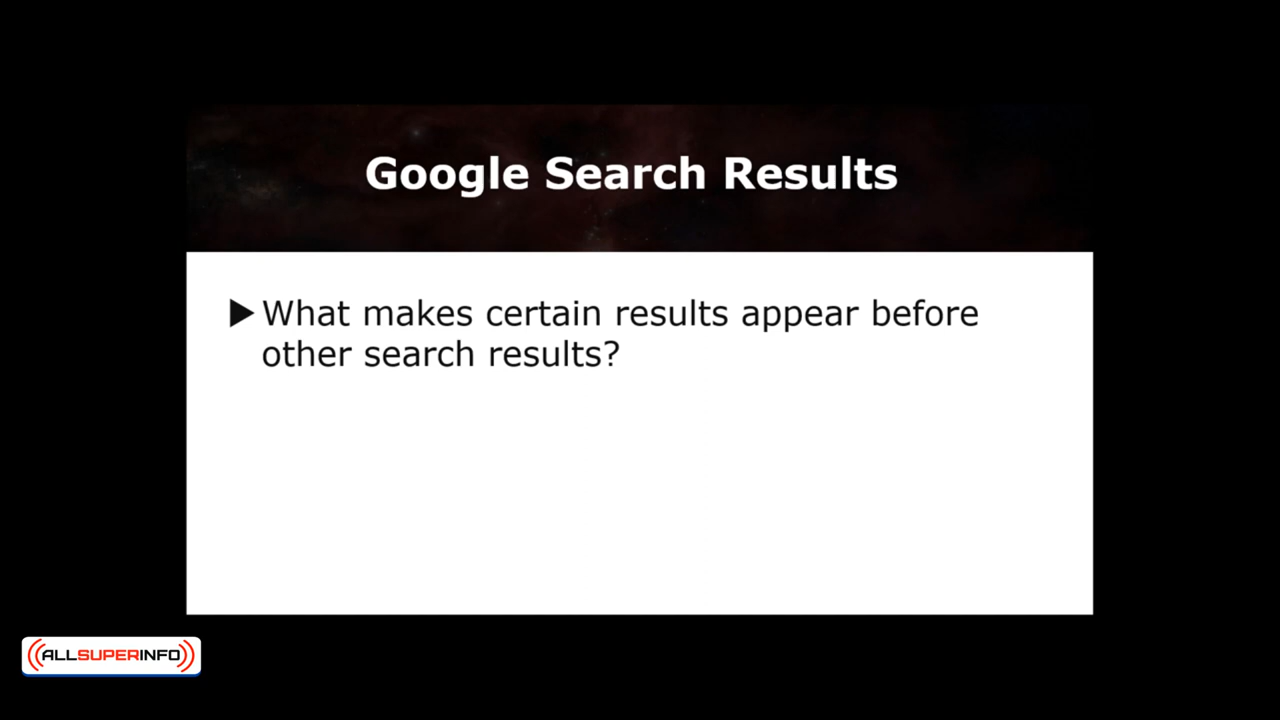 Google Search Results
▶What makes certain results appear before
other search results?
((ALLSUPERINFO))